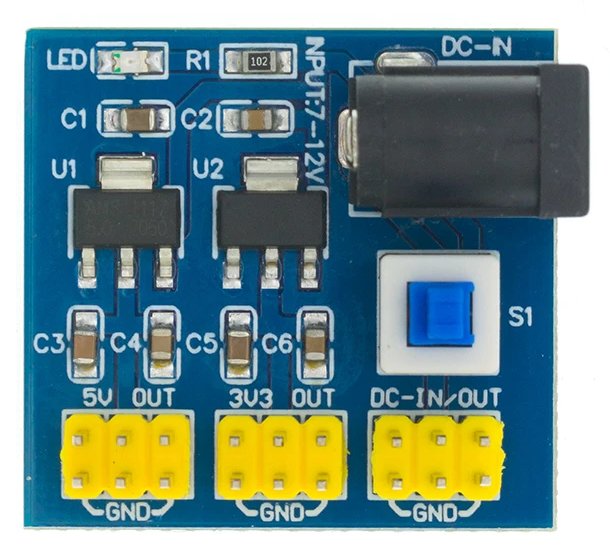 LED
R1
102
DC-IN
NPUT:7-12V
C1
C2
U1
U2
S1
C3
C4
C5
C6
5V OUT
3V3 OUT
DC-IN/OUT
GND
GND
GND